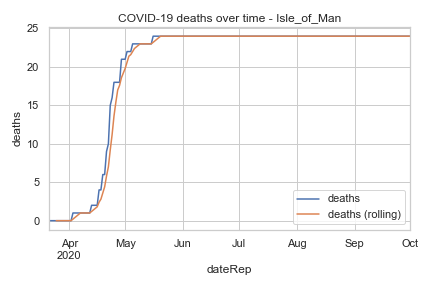 COVID-19 deaths over time - Isle_of_Man
25
20
15
10
5
0
deaths
deaths
deaths (rolling)
Apr May Jun Jul Aug Sep Oct
2020
dateRep